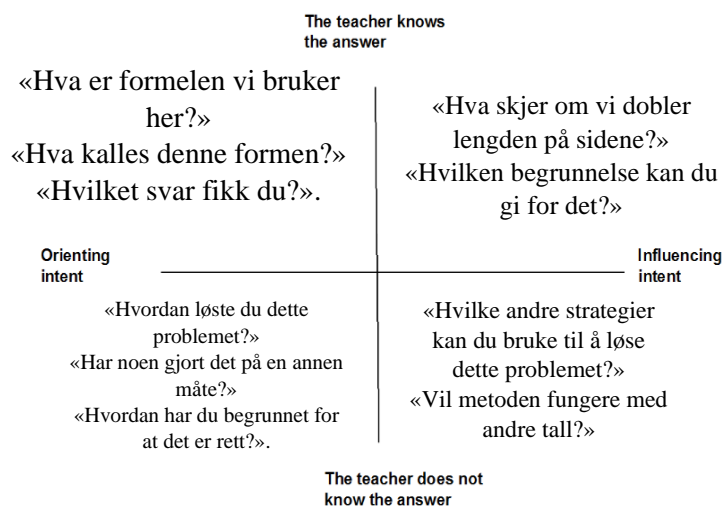 The teacher knows
the answer
«Hva er formelen vi bruker
her?»
«Hva kalles denne formen?»
«Hvilket svar fikk du?».
«Hva skjer om vi dobler
lengden på sidene?»
«Hvilken begrunnelse kan du
gi for det?»
Orienting
intent
Influencing
intent
«Hvordan løste du dette
problemet?»
«Har noen gjort det på en annen
måte?»
«Hvordan har du begrunnet for
at det er rett?».
«Hvilke andre strategier
kan du bruke til å løse
dette problemet?»
«Vil metoden fungere med
andre tall?»
The teacher does not
know the answer